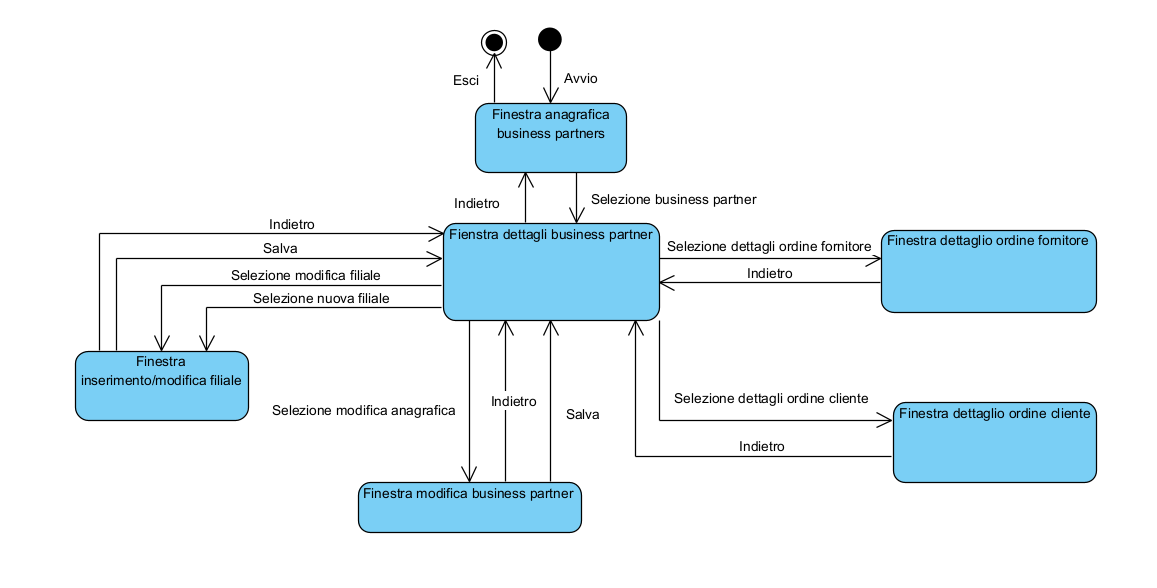 Esci
Avvio
Finestra anagrafica
business partners
Indietro
Selezione business partner
Indietro
Salva
Selezione modifica filiale
Selezione nuova filiale
Fienstra dettagli business partner
Selezione dettagli ordine fornitore
Indietro
Finestra dettaglio ordine fornitore
Finestra
inserimento/modifica filiale
Selezione modifica anagrafica
Indietro
Salva
Selezione dettagli ordine cliente
Indietro
Finestra dettaglio ordine cliente
Finestra modifica business partner